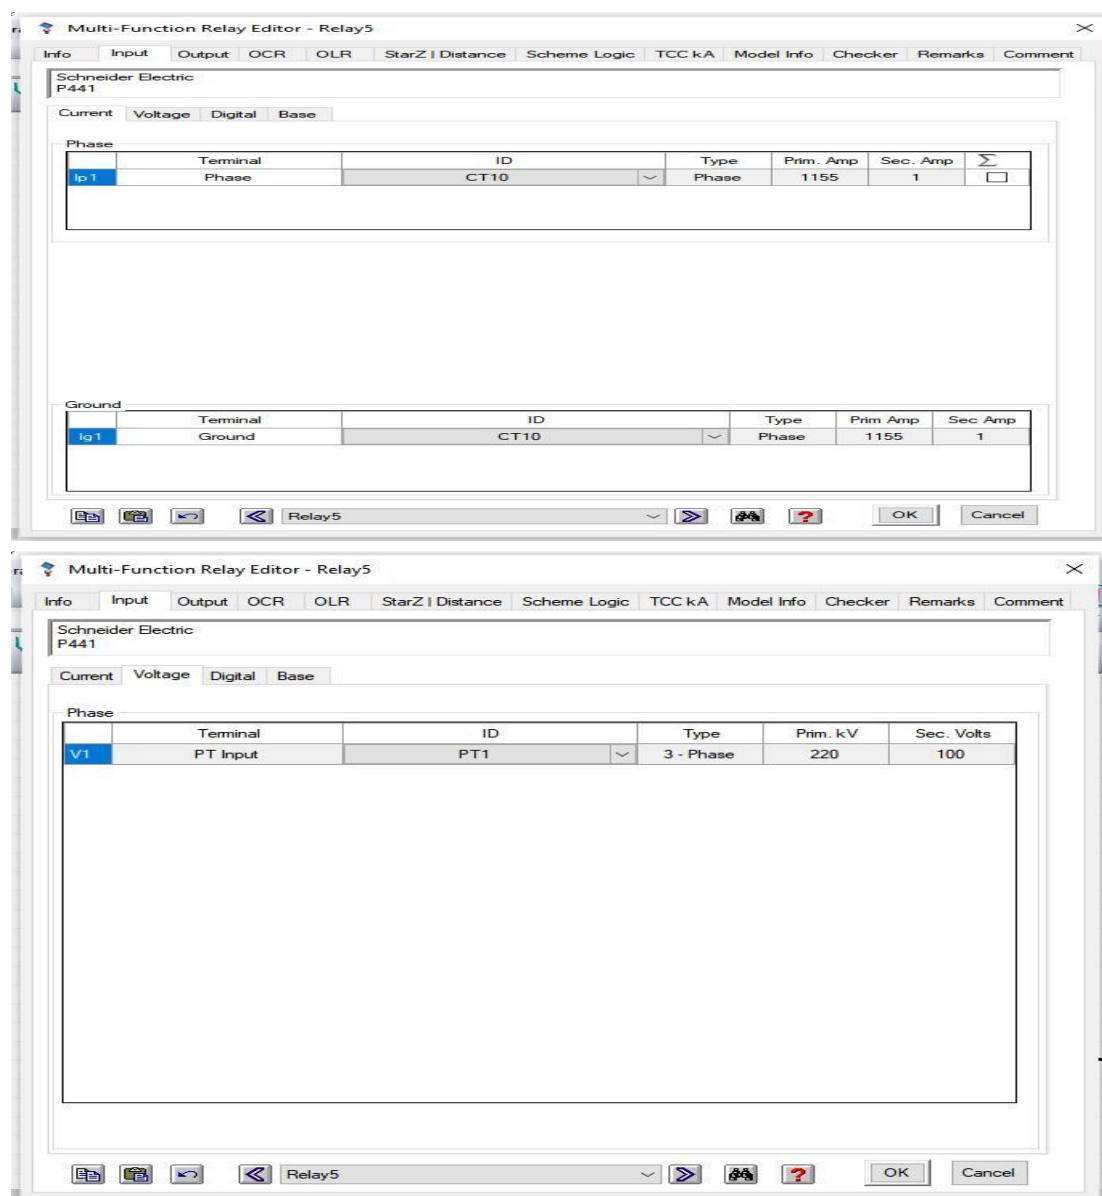 Multi-Function Relay Editor - Relay5
Info Input Output OCR OLR StarZ | Distance Scheme Logic TCC kA Model Info Checker Remarks Comment
Schneider Electric
P441
Current Voltage Digital Base
Phase
Terminal ID Type Prim. Amp Sec. Amp Σ
Ip1 Phase CT10 Phase 1155 1
Ground
Terminal ID Type Prim Amp Sec Amp
Ig1 Ground CT10 Phase 1155 1
Relay5 ? OK Cancel
Multi-Function Relay Editor - Relay5
Info Input Output OCR OLR StarZ | Distance Scheme Logic TCC kA Model Info Checker Remarks Comment
Schneider Electric
P441
Current Voltage Digital Base
Phase
Terminal ID Type Prim. kV Sec. Volts
V1 PT Input PT1 3 - Phase 220 100
Relay5 ? OK Cancel